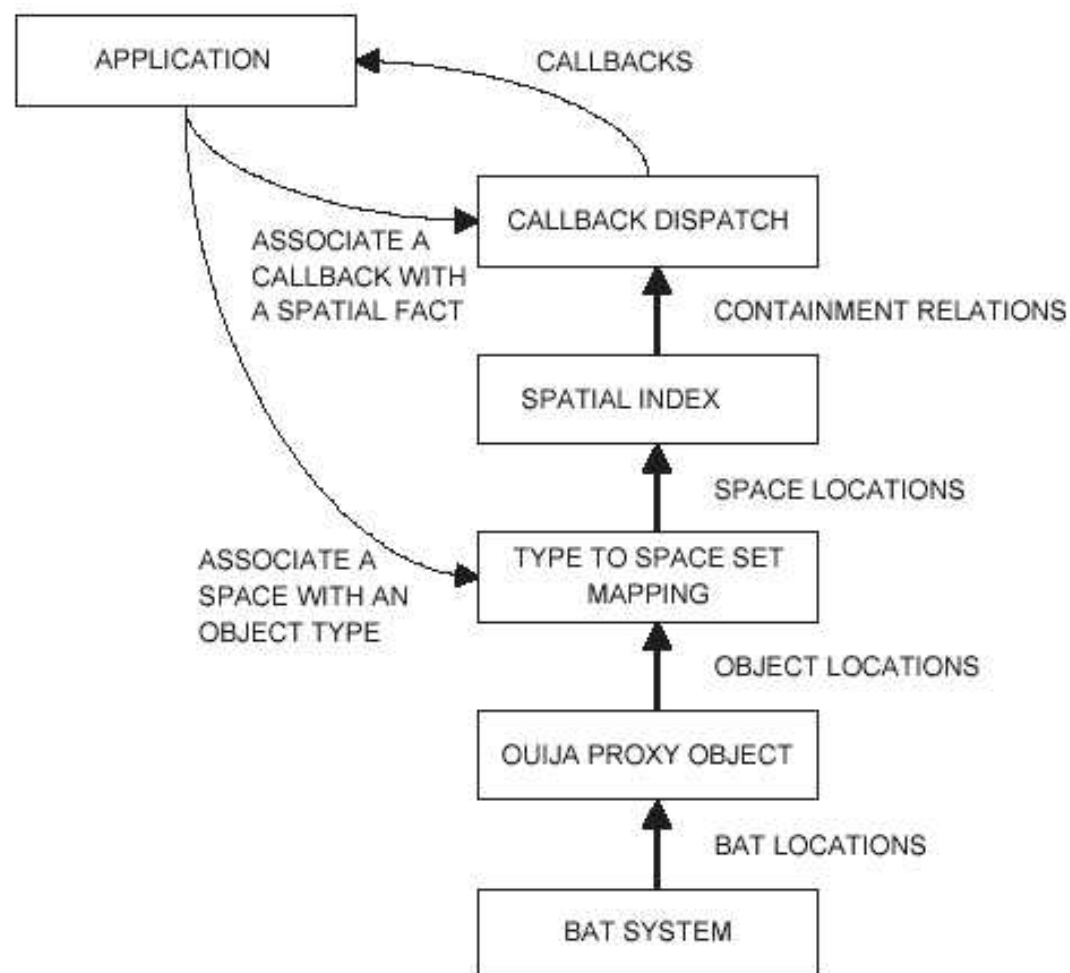 APPLICATION
CALLBACKS
CALLBACK DISPATCH
ASSOCIATE A
CALLBACK WITH
A SPATIAL FACT
CONTAINMENT RELATIONS
SPATIAL INDEX
SPACE LOCATIONS
TYPE TO SPACE SET
MAPPING
ASSOCIATE A
SPACE WITH AN
OBJECT TYPE
OBJECT LOCATIONS
OUIJA PROXY OBJECT
BAT LOCATIONS
BAT SYSTEM